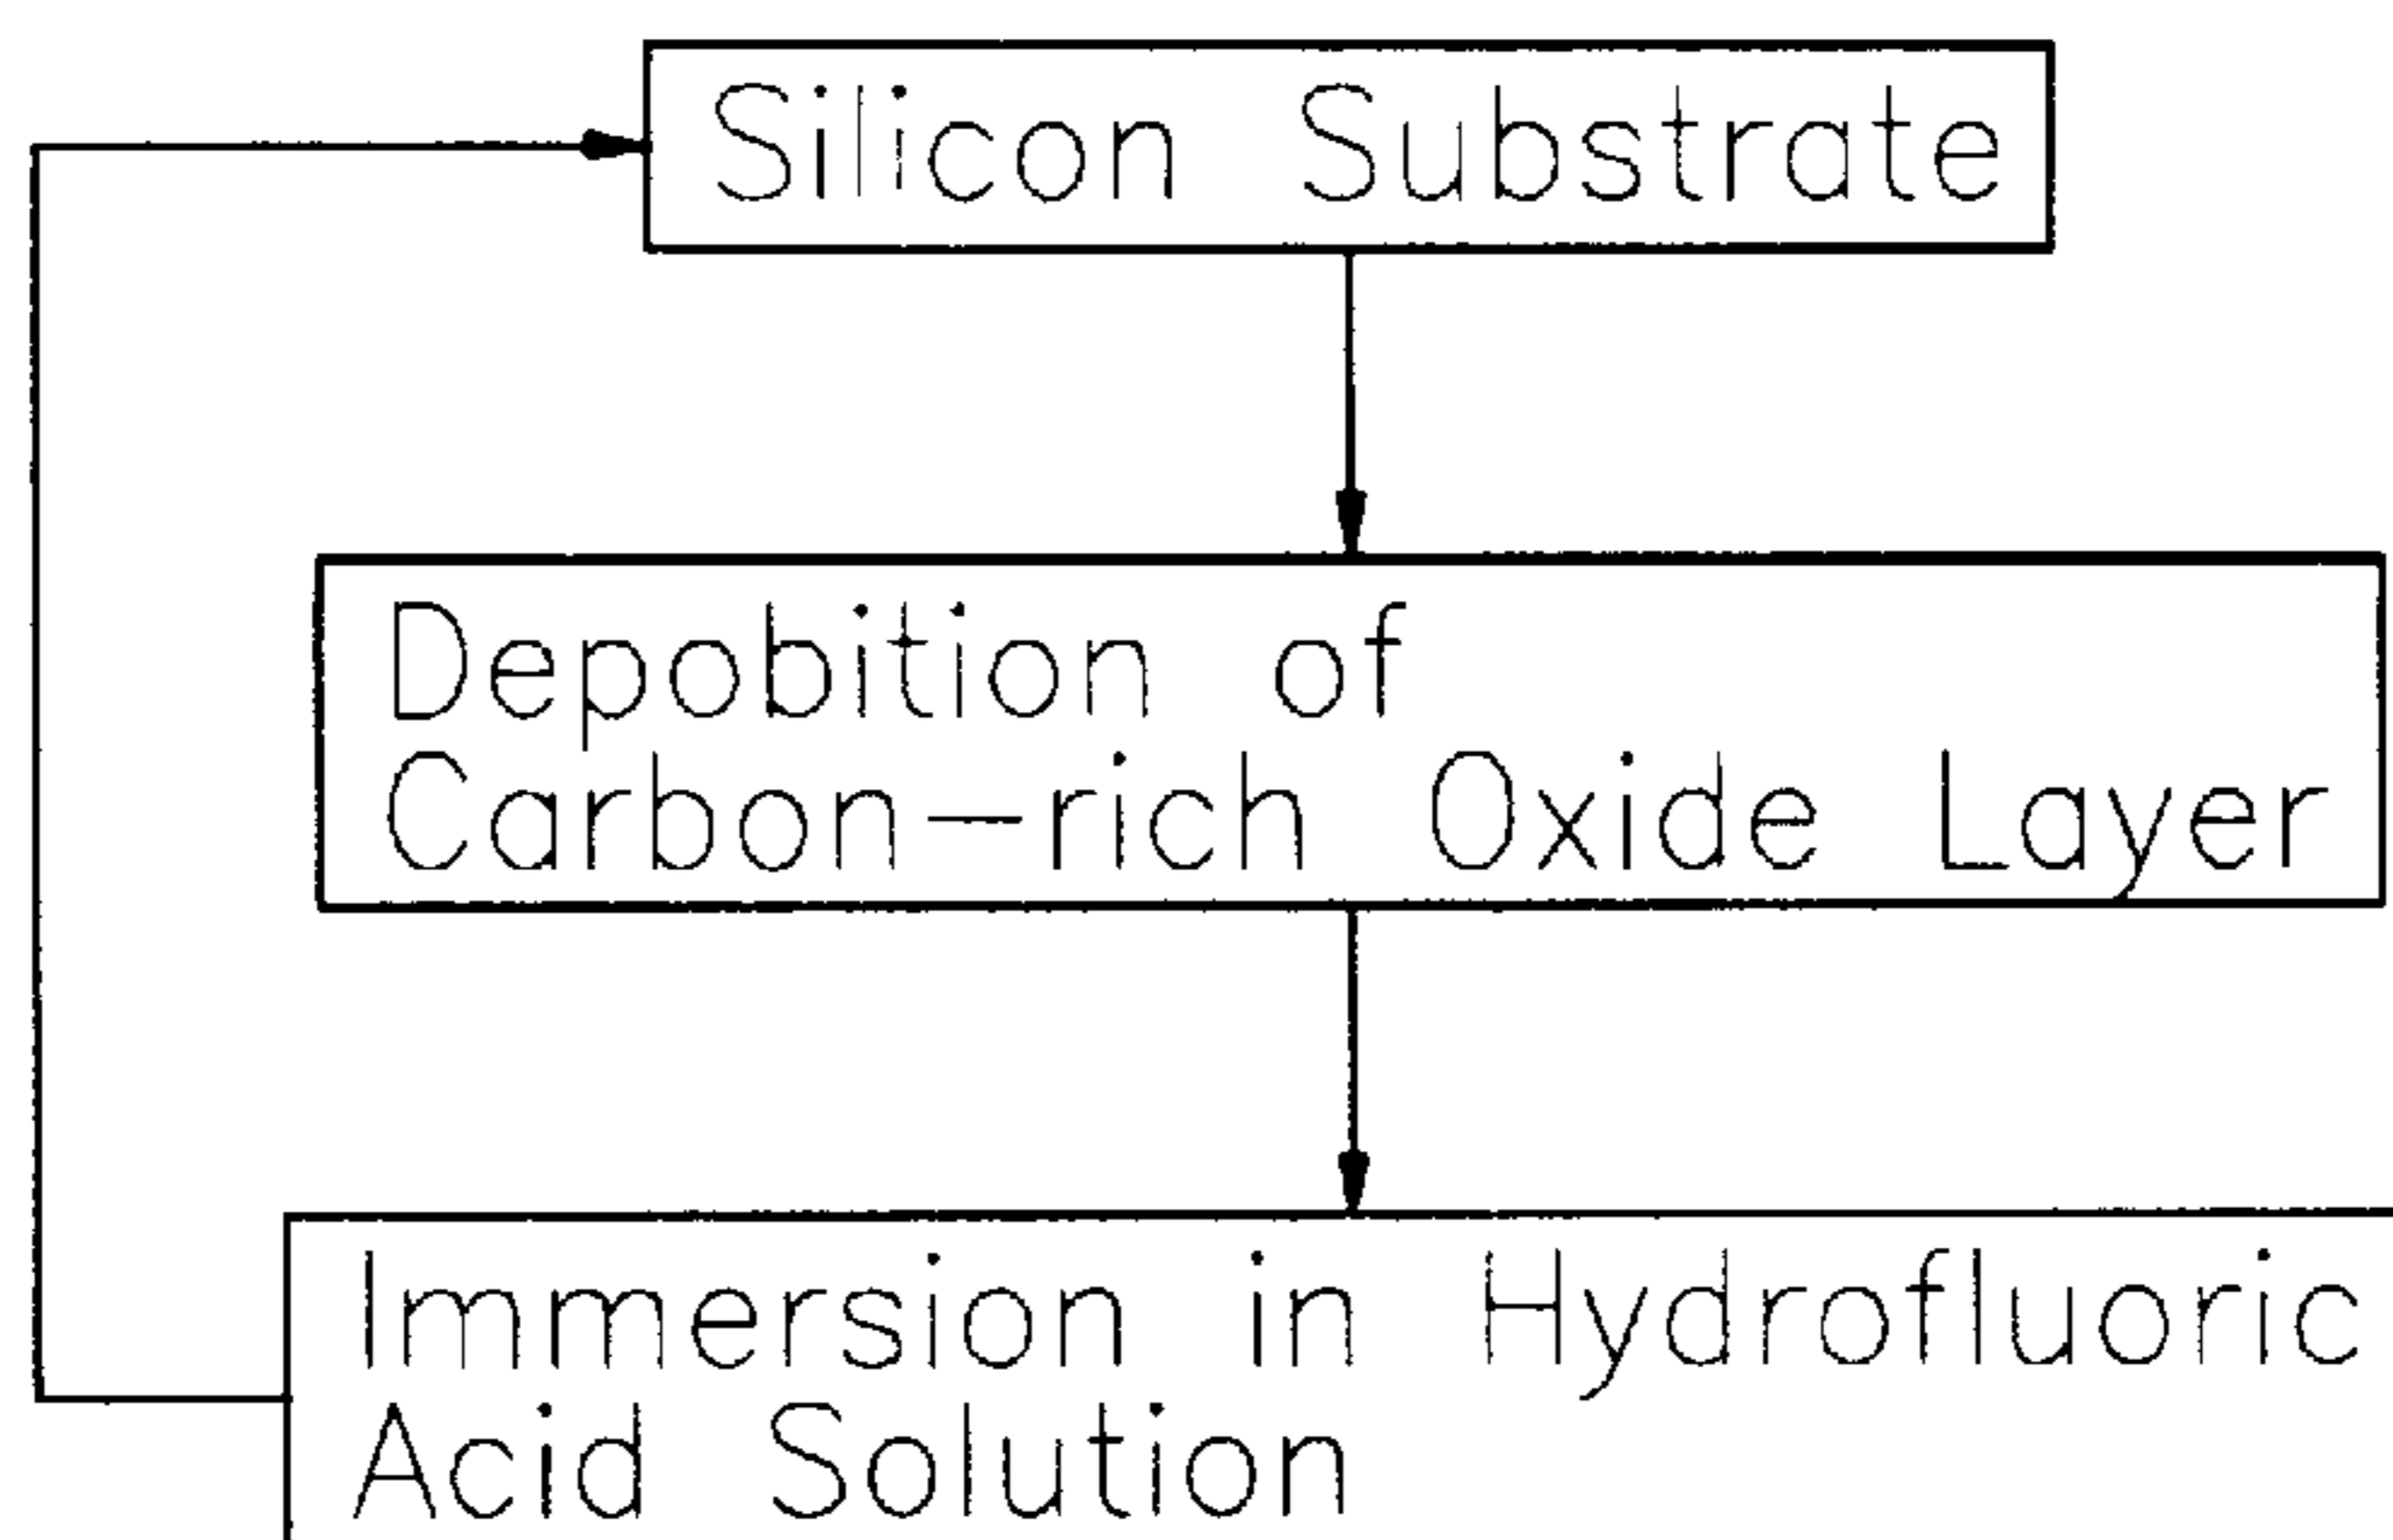 Silicon Substrate
Depobition of
Carbon-rich Oxide Layer
Immersion in Hydrofluoric
Acid Solution